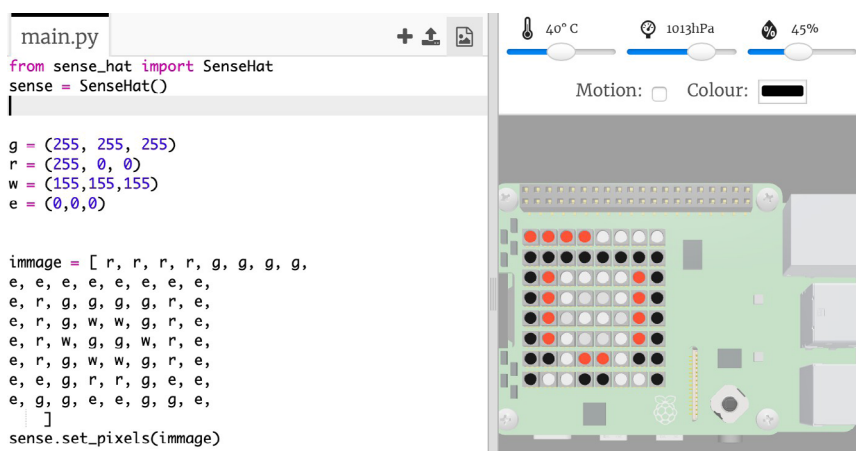 main.py
from sense_hat import SenseHat
sense = SenseHat()
g = (255, 255, 255)
r = (255, 0, 0)
w = (155,155,155)
e = (0,0,0)
immage = [ r, r, r, r, g, g, g, g,
e, e, e, e, e, e, e, e,
e, r, g, g, g, g, r, e,
e, r, g, w, w, g, r, e,
e, r, w, g, g, w, r, e,
e, r, g, w, w, g, r, e,
e, e, g, r, r, g, e, e,
e, g, g, e, e, g, g, e,
]
sense.set_pixels(immage)
40° C 1013hPa 45%
Motion: Colour: